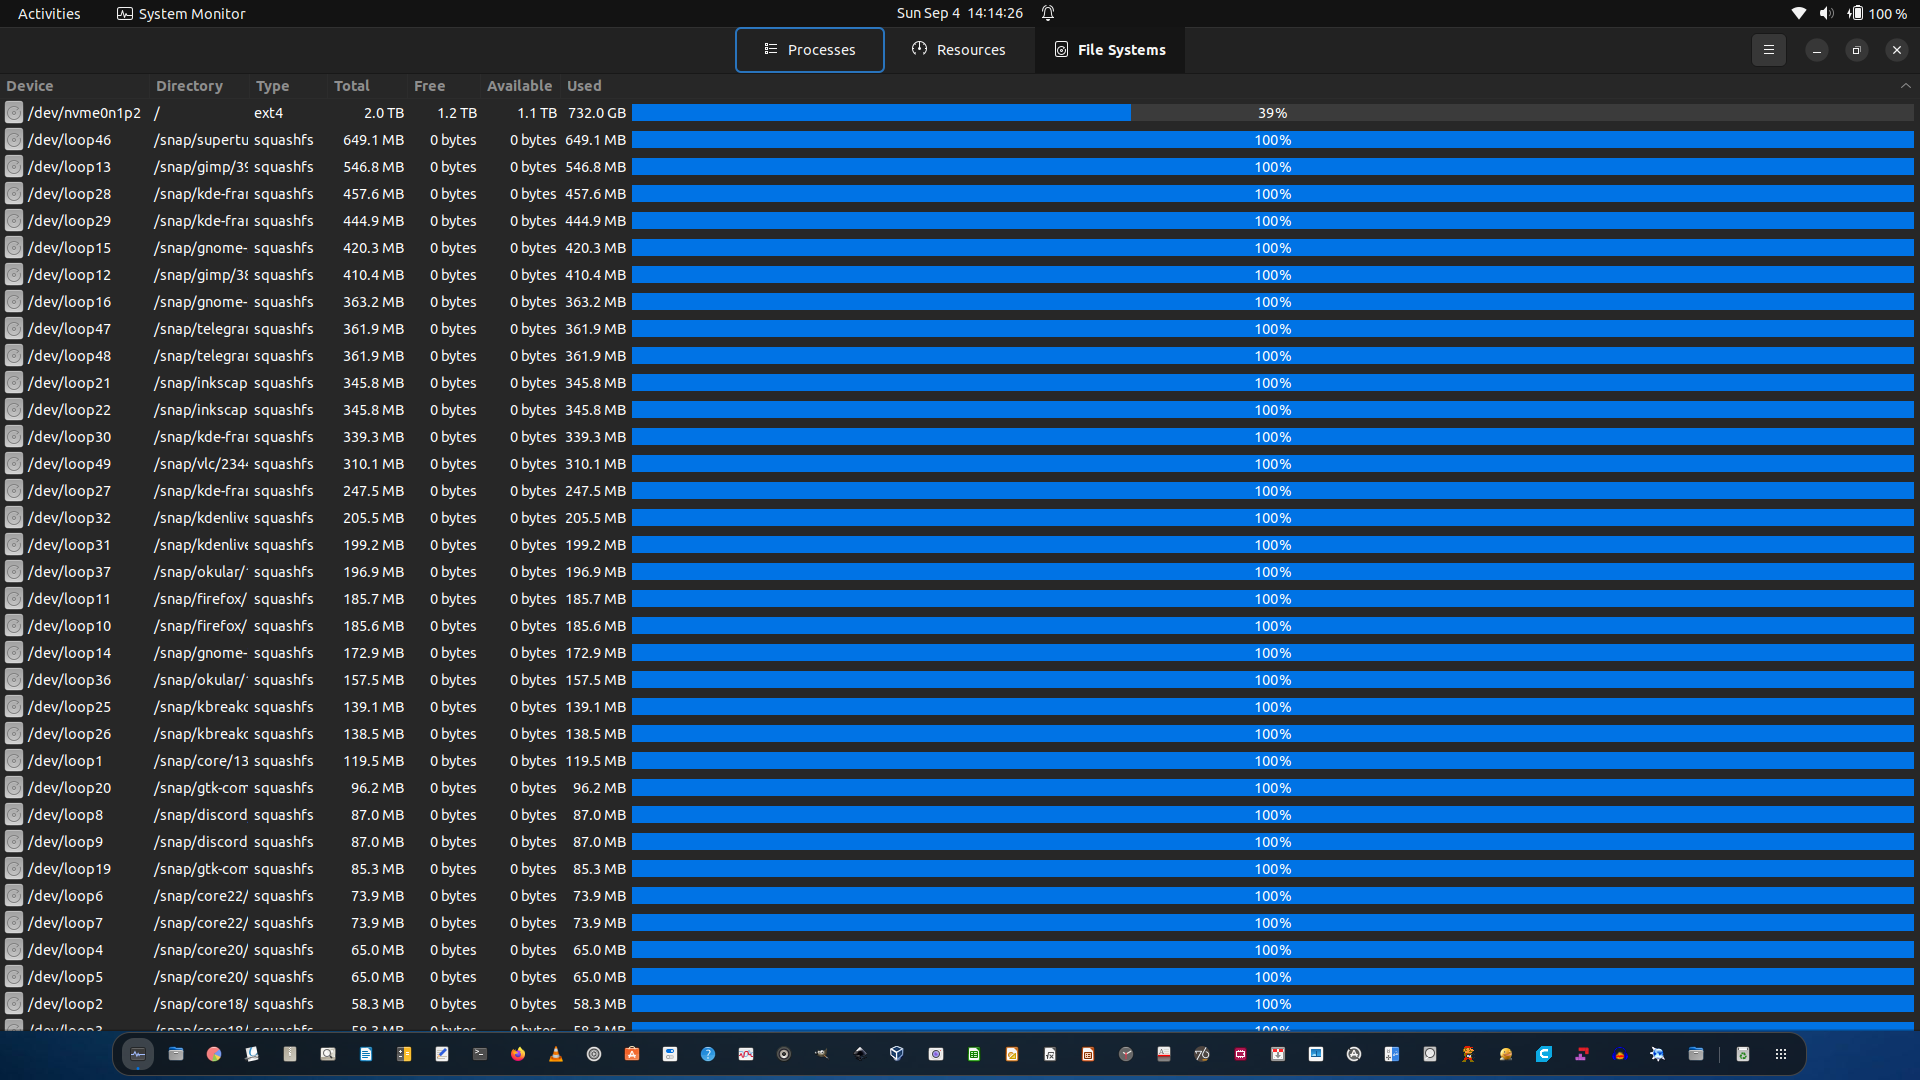 Activities System Monitor Sun Sep 4 14:14:26 100 %
Processes Resources File Systems
Device Directory Type Total Free Available Used
/dev/nvme0n1p2 / ext4 2.0 TB 1.2 TB 1.1 TB 732.0 GB 39%
/dev/loop46 /snap/supertu squashfs 649.1 MB 0 bytes 0 bytes 649.1 MB 100%
/dev/loop13 /snap/gimp/39 squashfs 546.8 MB 0 bytes 0 bytes 546.8 MB 100%
/dev/loop28 /snap/kde-frar squashfs 457.6 MB 0 bytes 0 bytes 457.6 MB 100%
/dev/loop29 /snap/kde-frar squashfs 444.9 MB 0 bytes 0 bytes 444.9 MB 100%
/dev/loop15 /snap/gnome- squashfs 420.3 MB 0 bytes 0 bytes 420.3 MB 100%
/dev/loop12 /snap/gimp/38 squashfs 410.4 MB 0 bytes 0 bytes 410.4 MB 100%
/dev/loop16 /snap/gnome- squashfs 363.2 MB 0 bytes 0 bytes 363.2 MB 100%
/dev/loop47 /snap/telegrar squashfs 361.9 MB 0 bytes 0 bytes 361.9 MB 100%
/dev/loop48 /snap/telegrar squashfs 361.9 MB 0 bytes 0 bytes 361.9 MB 100%
/dev/loop21 /snap/inkscap squashfs 345.8 MB 0 bytes 0 bytes 345.8 MB 100%
/dev/loop22 /snap/inkscap squashfs 345.8 MB 0 bytes 0 bytes 345.8 MB 100%
/dev/loop30 /snap/kde-frar squashfs 339.3 MB 0 bytes 0 bytes 339.3 MB 100%
/dev/loop49 /snap/vlc/2344 squashfs 310.1 MB 0 bytes 0 bytes 310.1 MB 100%
/dev/loop27 /snap/kde-frar squashfs 247.5 MB 0 bytes 0 bytes 247.5 MB 100%
/dev/loop32 /snap/kdenlive squashfs 205.5 MB 0 bytes 0 bytes 205.5 MB 100%
/dev/loop31 /snap/kdenlive squashfs 199.2 MB 0 bytes 0 bytes 199.2 MB 100%
/dev/loop37 /snap/okular/1 squashfs 196.9 MB 0 bytes 0 bytes 196.9 MB 100%
/dev/loop11 /snap/firefox/ squashfs 185.7 MB 0 bytes 0 bytes 185.7 MB 100%
/dev/loop10 /snap/firefox/ squashfs 185.6 MB 0 bytes 0 bytes 185.6 MB 100%
/dev/loop14 /snap/gnome- squashfs 172.9 MB 0 bytes 0 bytes 172.9 MB 100%
/dev/loop36 /snap/okular/1 squashfs 157.5 MB 0 bytes 0 bytes 157.5 MB 100%
/dev/loop25 /snap/kbreako squashfs 139.1 MB 0 bytes 0 bytes 139.1 MB 100%
/dev/loop26 /snap/kbreako squashfs 138.5 MB 0 bytes 0 bytes 138.5 MB 100%
/dev/loop1 /snap/core/13 squashfs 119.5 MB 0 bytes 0 bytes 119.5 MB 100%
/dev/loop20 /snap/gtk-com squashfs 96.2 MB 0 bytes 0 bytes 96.2 MB 100%
/dev/loop8 /snap/discord squashfs 87.0 MB 0 bytes 0 bytes 87.0 MB 100%
/dev/loop9 /snap/discord squashfs 87.0 MB 0 bytes 0 bytes 87.0 MB 100%
/dev/loop19 /snap/gtk-com squashfs 85.3 MB 0 bytes 0 bytes 85.3 MB 100%
/dev/loop6 /snap/core22/ squashfs 73.9 MB 0 bytes 0 bytes 73.9 MB 100%
/dev/loop7 /snap/core22/ squashfs 73.9 MB 0 bytes 0 bytes 73.9 MB 100%
/dev/loop4 /snap/core20/ squashfs 65.0 MB 0 bytes 0 bytes 65.0 MB 100%
/dev/loop5 /snap/core20/ squashfs 65.0 MB 0 bytes 0 bytes 65.0 MB 100%
/dev/loop2 /snap/core18/ squashfs 58.3 MB 0 bytes 0 bytes 58.3 MB 100%
/dev/loop3 /snap/core18/ squashfs 58.3 MB 0 bytes 0 bytes 58.3 MB 100%
76